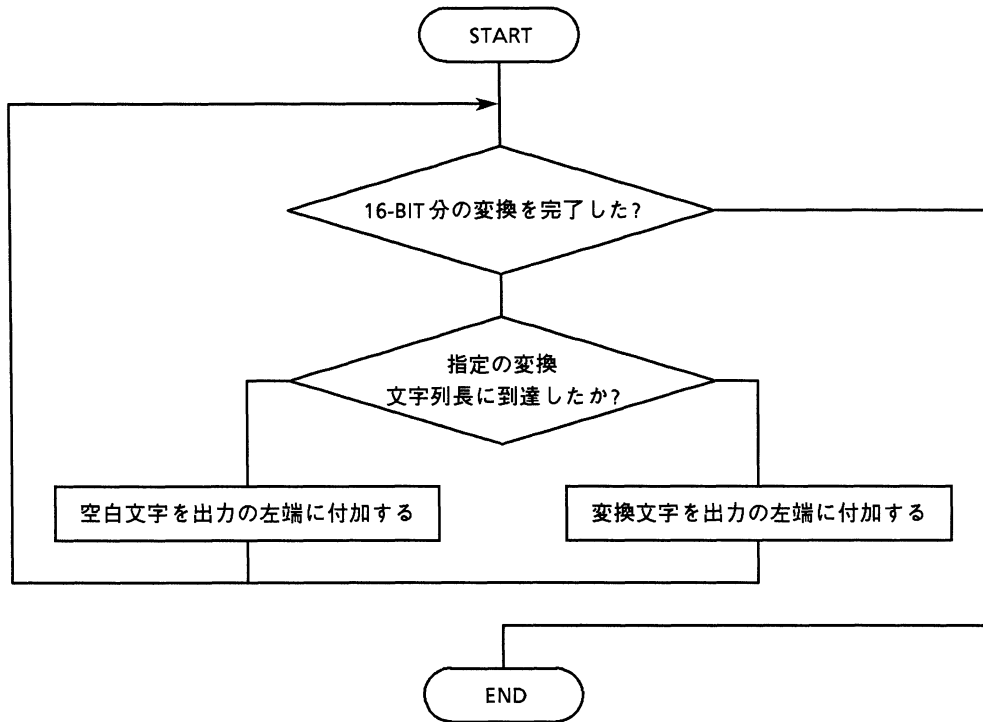 START
16-BIT 分の変換を完了した?
指定の変換
文字列長に到達したか?
空白文字を出力の左端に付加する
変換文字を出力の左端に付加する
END